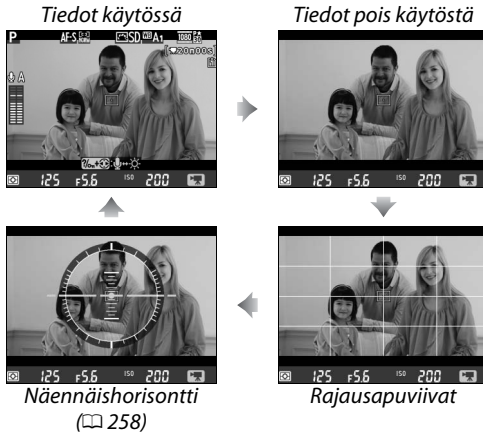 Tiedot käytössä
P AF-S SD A1 1080
[20m00s]
A
125 F5.6 ISO 200
Tiedot pois käytöstä
125 F5.6 ISO 200
125 F5.6 ISO 200
Näennäishorisontti
(258)
125 F5.6 ISO 200
Rajausapuviivat